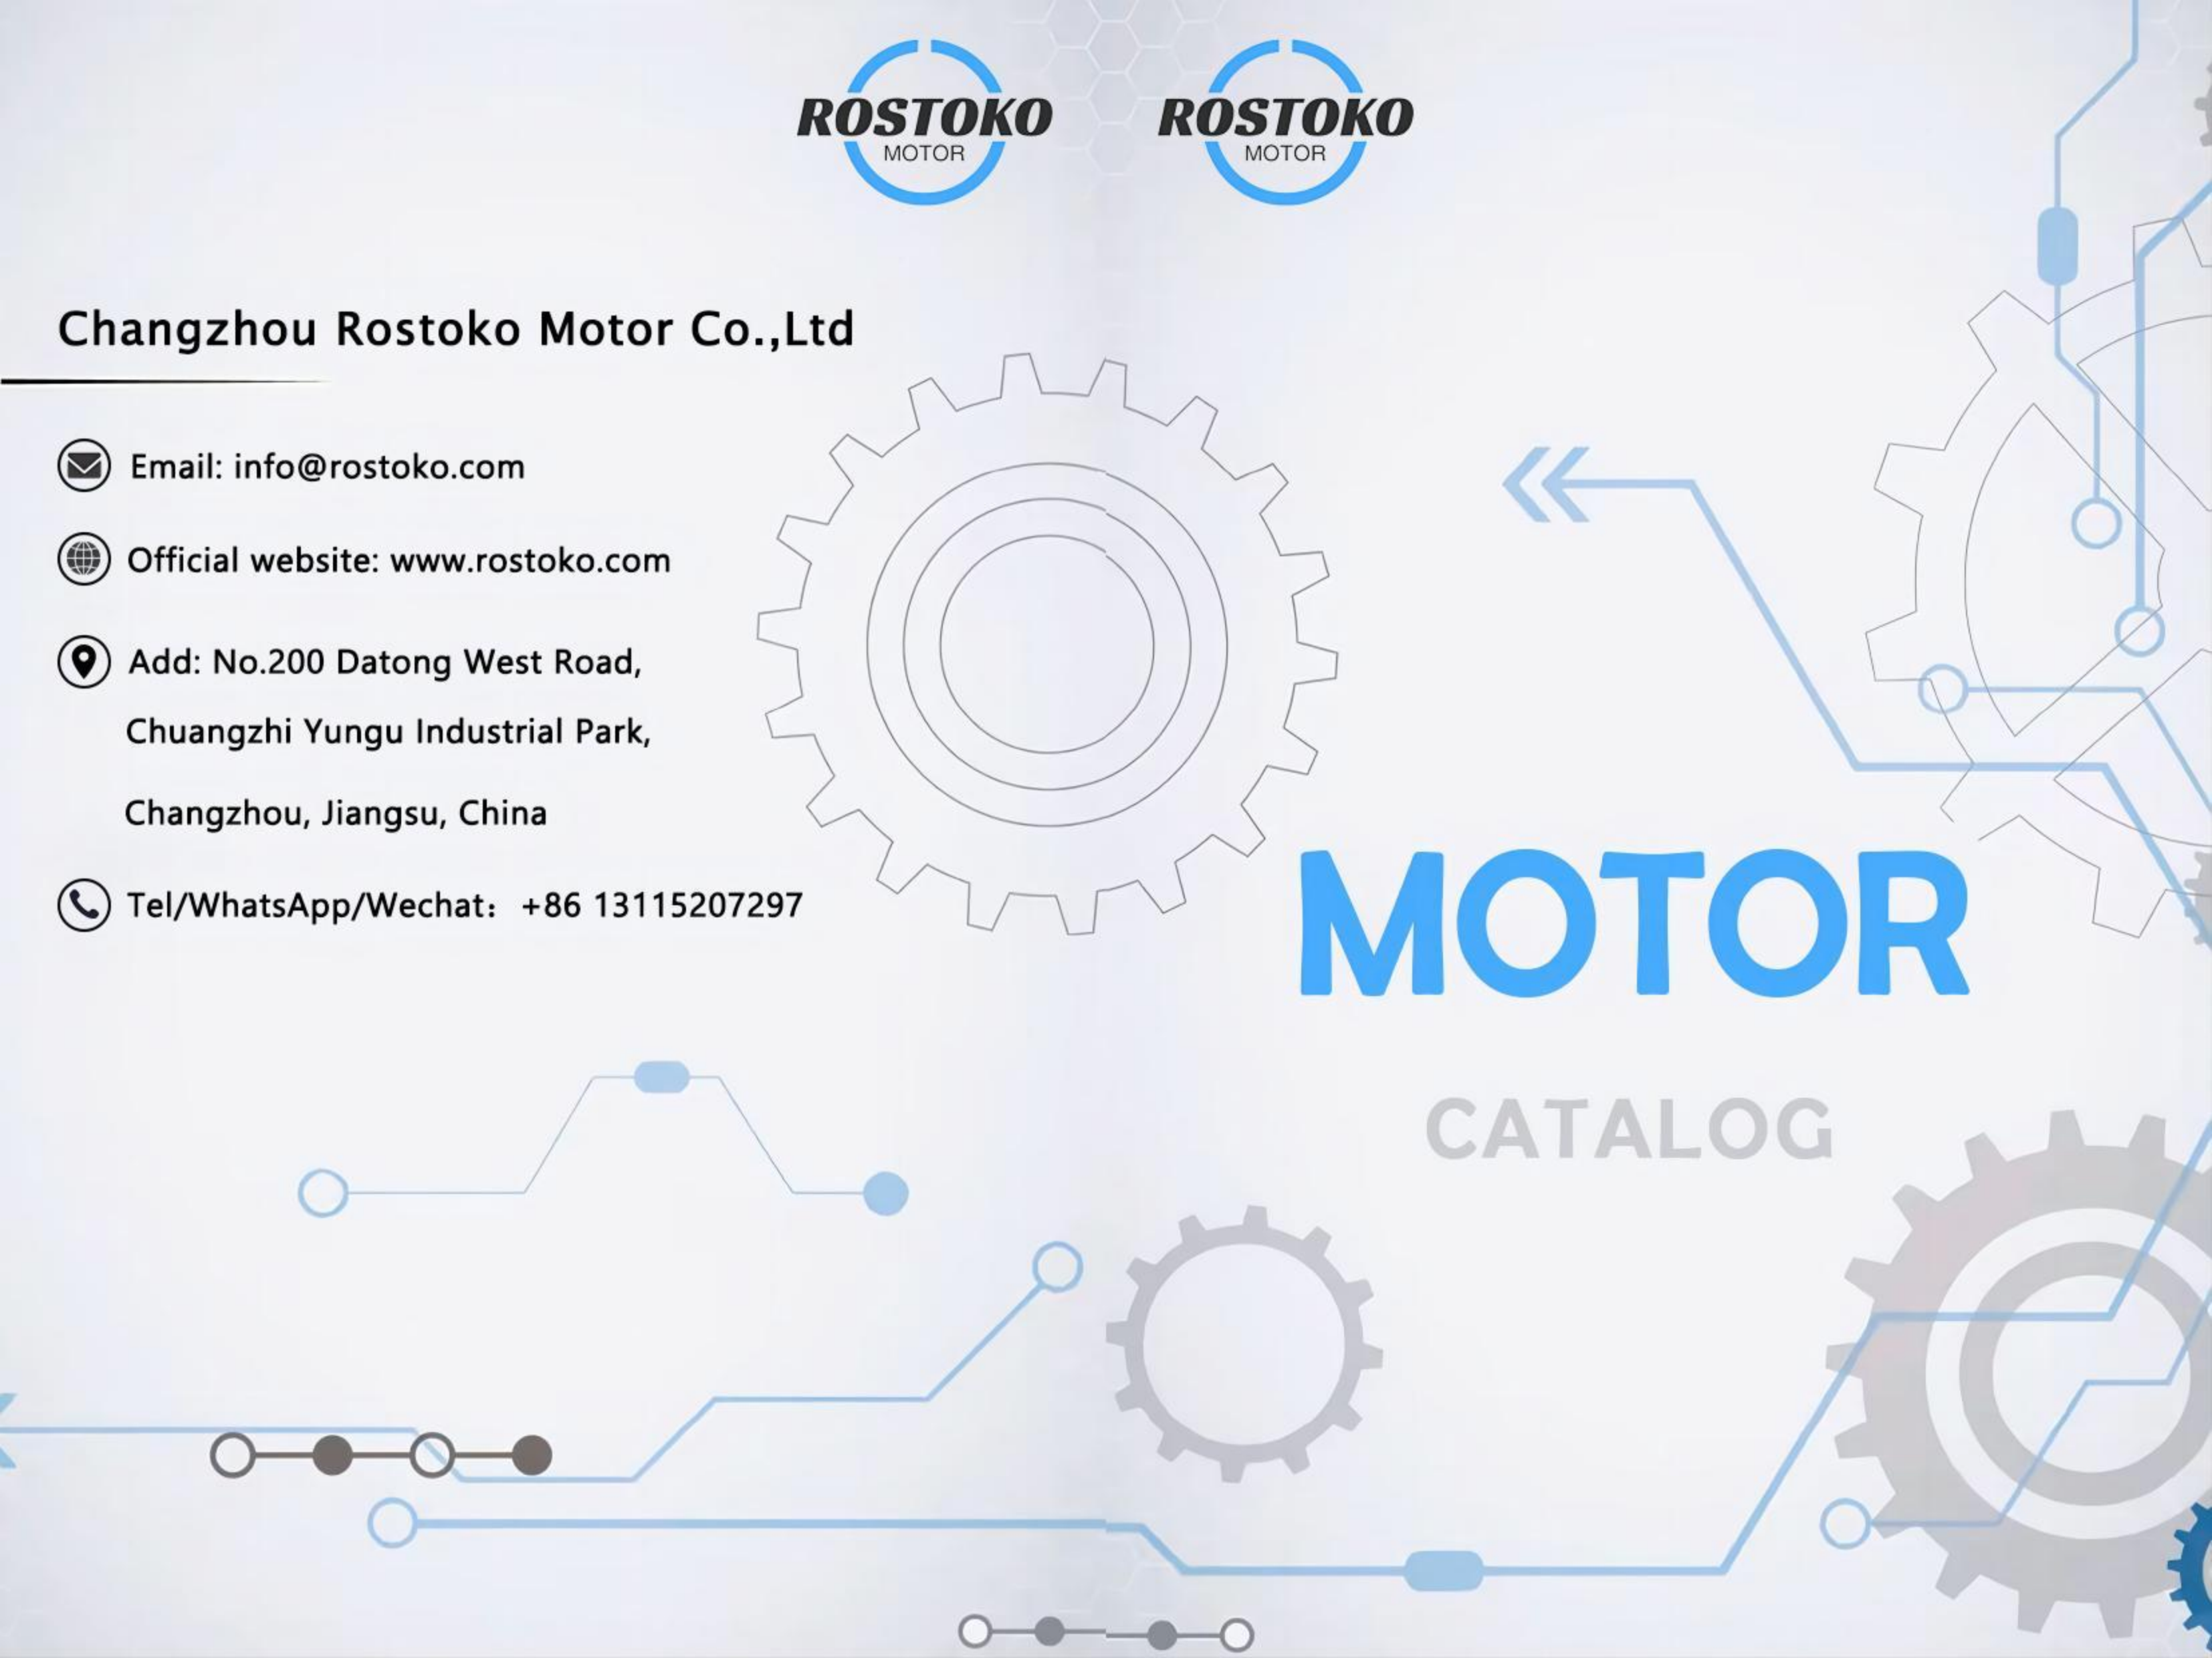 ROSTOKO
MOTOR
ROSTOKO
MOTOR
Changzhou Rostoko Motor Co.,Ltd
Email: info@rostoko.com
Official website: www.rostoko.com
Add: No.200 Datong West Road,
Chuangzhi Yungu Industrial Park,
Changzhou, Jiangsu, China
Tel/WhatsApp/Wechat：+86 13115207297
MOTOR
CATALOG